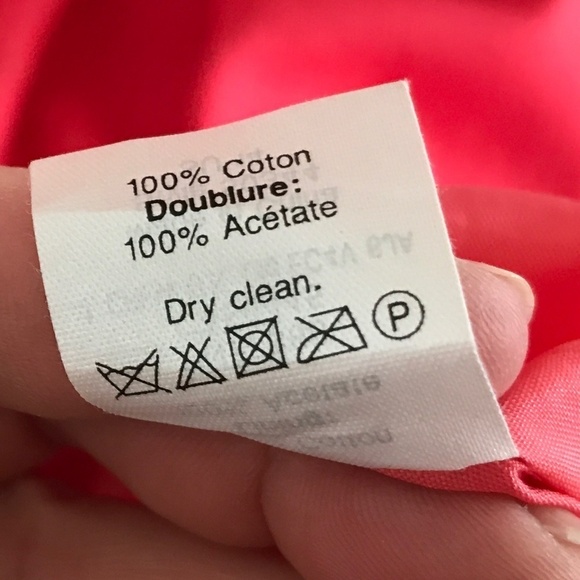 100% Coton
Doublure:
100% Acétate
Dry clean.
P